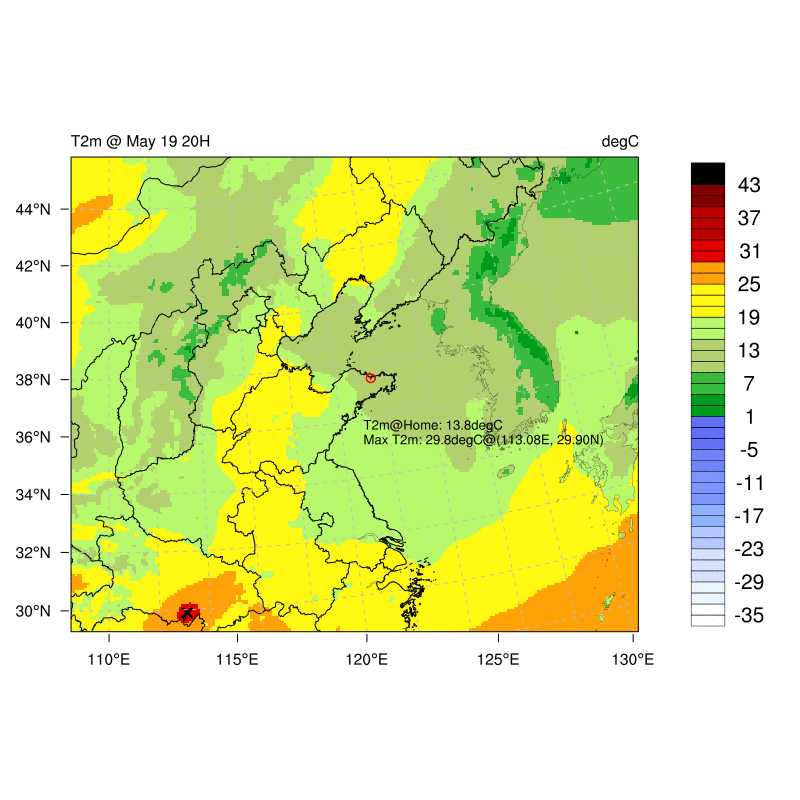 T2m @ May 19 20H
degC
44°N
42°N
40°N
38°N
36°N
34°N
32°N
30°N
110°E
115°E
120°E
125°E
130°E
T2m@Home: 13.8degC
Max T2m: 29.8degC@(113.08E, 29.90N)
43
37
31
25
19
13
7
1
-5
-11
-17
-23
-29
-35